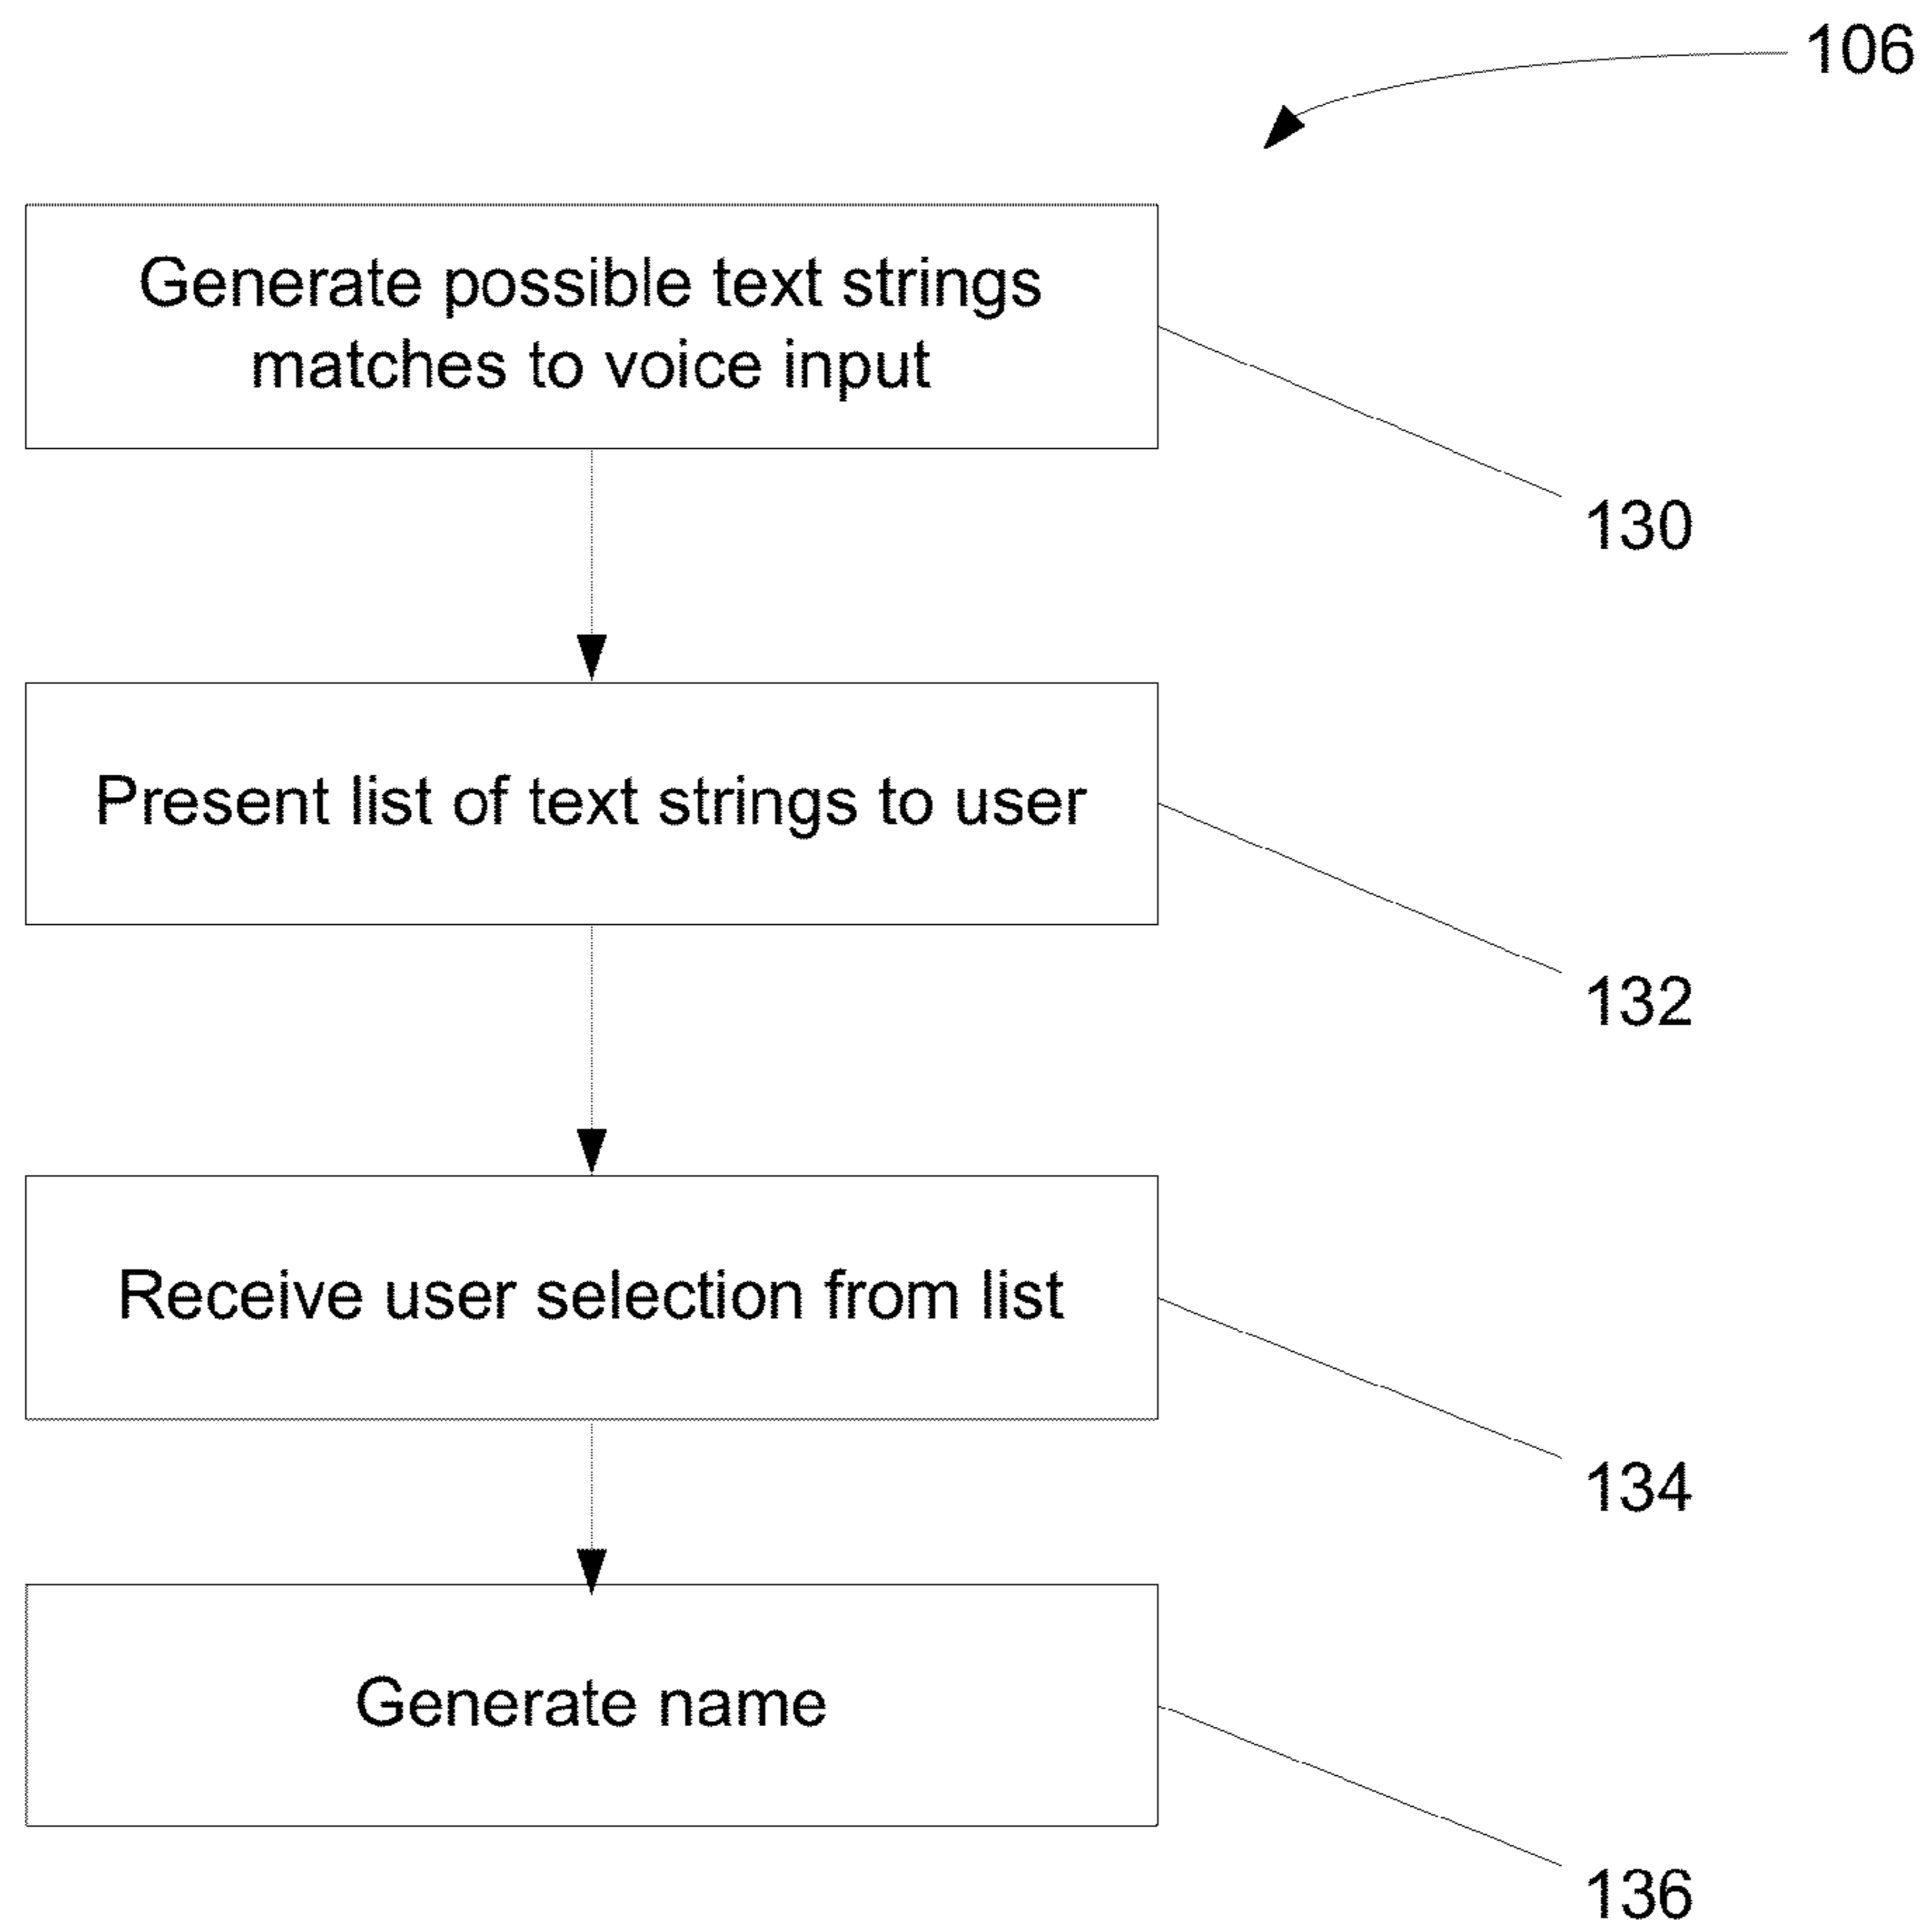 106
Generate possible text strings
matches to voice input
130
Present list of text strings to user
132
Receive user selection from list
134
Generate name
136